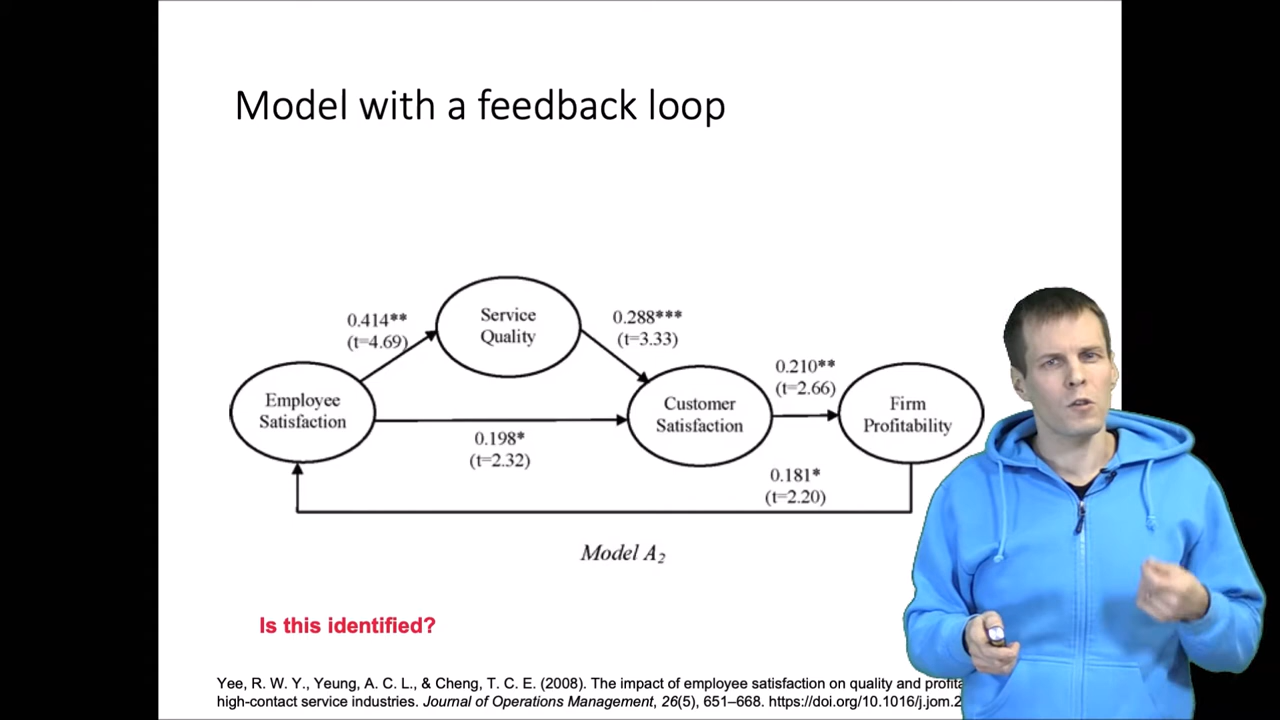 Model with a feedback loop
0.414**
(t=4.69)
Service
Quality
0.288***
(t=3.33)
Employee
Satisfaction
0.198*
(t=2.32)
Customer
Satisfaction
0.210**
(t=2.66)
Firm
Profitability
0.181*
(t=2.20)
Model A₂
Is this identified?
Yee, R. W. Y., Yeung, A. C. L., & Cheng, T. C. E. (2008). The impact of employee satisfaction on quality and
high-contact service industries. Journal of Operations Management, 26(5), 651–668. https://doi.org/10.1016/j.jom.2